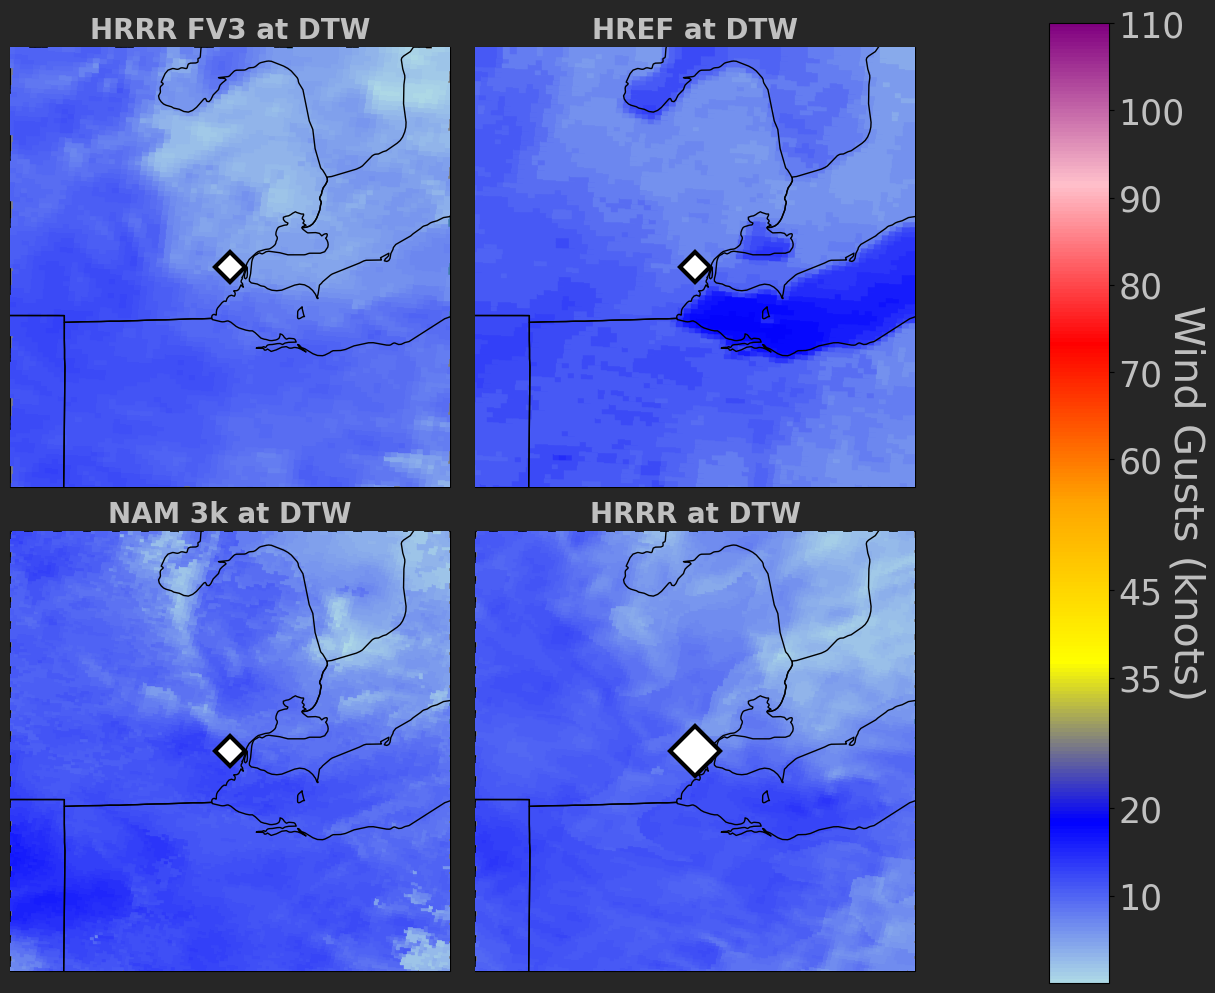 HRRR FV3 at DTW
HREF at DTW
NAM 3k at DTW
HRRR at DTW
110
100
90
80
70
60
45
35
20
10
Wind Gusts (knots)